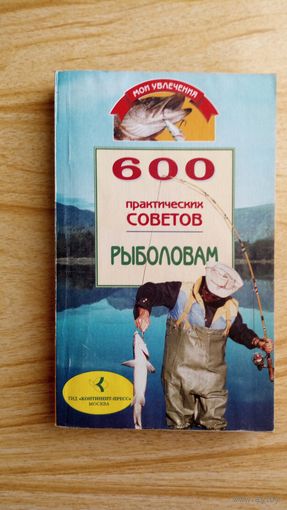 МОИ УВЛЕЧЕНИЯ
600
практических
СОВЕТОВ
РЫБОЛОВАМ
ТИД «КОНТИНЕНТ-ПРЕСС»
МОСКВА